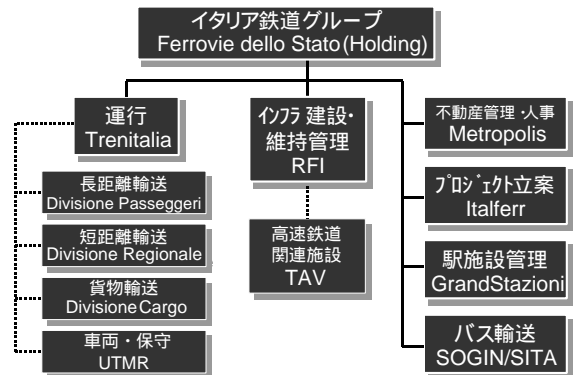 イタリア鉄道グループ
Ferrovie dello Stato(Holding)
運行
Trenitalia
長距離輸送
Divisione Passeggeri
短距離輸送
Divisione Regionale
貨物輸送
DivisioneCargo
車両・保守
UTMR
インフラ 建設・
維持管理
RFI
高速鉄道
関連施設
TAV
不動産管理・人事
Metropolis
プロジェクト立案
Italferr
駅施設管理
GrandStazioni
バス輸送
SOGIN/SITA